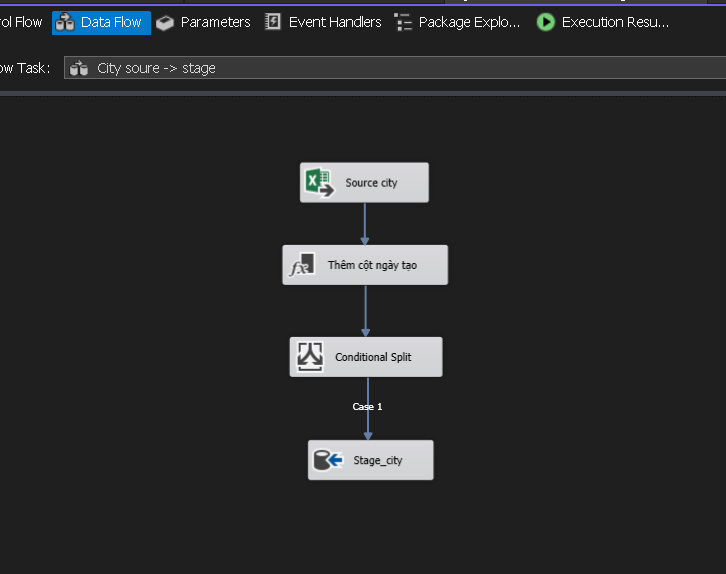 rol Flow
Data Flow
Parameters
Event Handlers
Package Explo...
Execution Resu...
ow Task:
City soure -> stage
Source city
Thêm cột ngày tạo
Conditional Split
Case 1
Stage_city